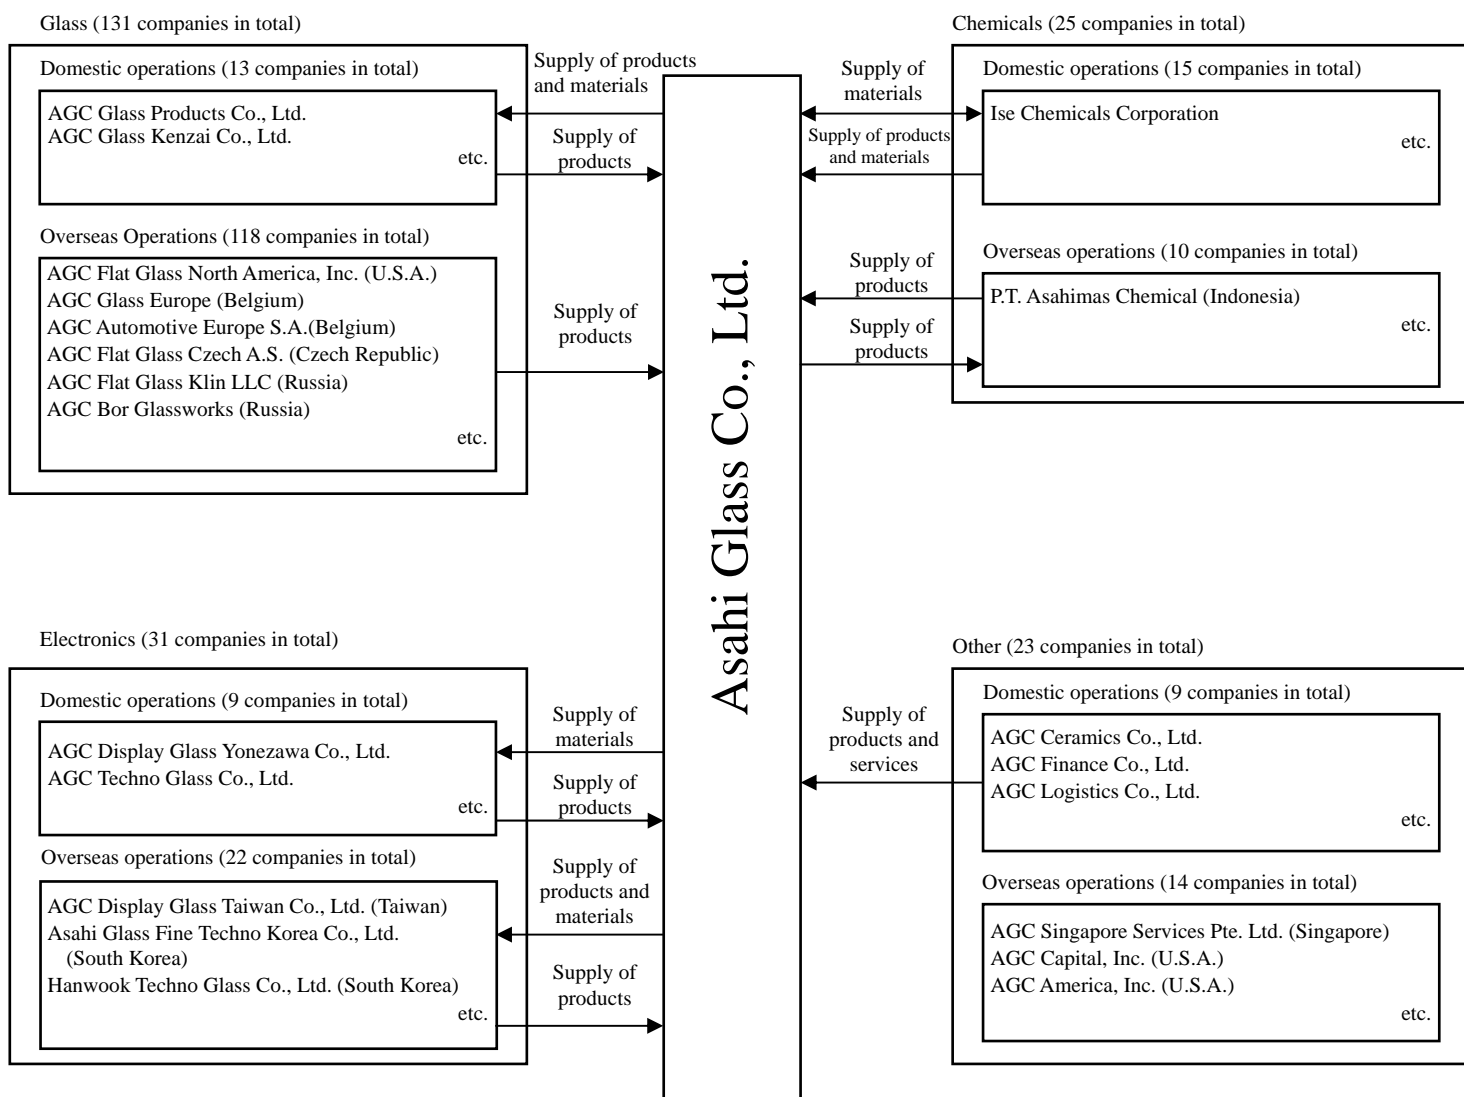 Glass (131 companies in total)
Domestic operations (13 companies in total)
AGC Glass Products Co., Ltd.
AGC Glass Kenzai Co., Ltd.
etc.
Supply of products
and materials
Supply of
products
Overseas Operations (118 companies in total)
AGC Flat Glass North America, Inc. (U.S.A.)
AGC Glass Europe (Belgium)
AGC Automotive Europe S.A.(Belgium)
AGC Flat Glass Czech A.S. (Czech Republic)
AGC Flat Glass Klin LLC (Russia)
AGC Bor Glassworks (Russia)
etc.
Supply of
products
Electronics (31 companies in total)
Domestic operations (9 companies in total)
AGC Display Glass Yonezawa Co., Ltd.
AGC Techno Glass Co., Ltd.
etc.
Supply of
materials
Supply of
products
Overseas operations (22 companies in total)
AGC Display Glass Taiwan Co., Ltd. (Taiwan)
Asahi Glass Fine Techno Korea Co., Ltd.
(South Korea)
Hanwook Techno Glass Co., Ltd. (South Korea)
etc.
Supply of
products and
materials
Supply of
products
Asahi Glass Co., Ltd.
Chemicals (25 companies in total)
Supply of
materials
Supply of products
and materials
Domestic operations (15 companies in total)
Ise Chemicals Corporation
etc.
Supply of
products
Supply of
products
Overseas operations (10 companies in total)
P.T. Asahimas Chemical (Indonesia)
etc.
Other (23 companies in total)
Supply of
products and
services
Domestic operations (9 companies in total)
AGC Ceramics Co., Ltd.
AGC Finance Co., Ltd.
AGC Logistics Co., Ltd.
etc.
Overseas operations (14 companies in total)
AGC Singapore Services Pte. Ltd. (Singapore)
AGC Capital, Inc. (U.S.A.)
AGC America, Inc. (U.S.A.)
etc.